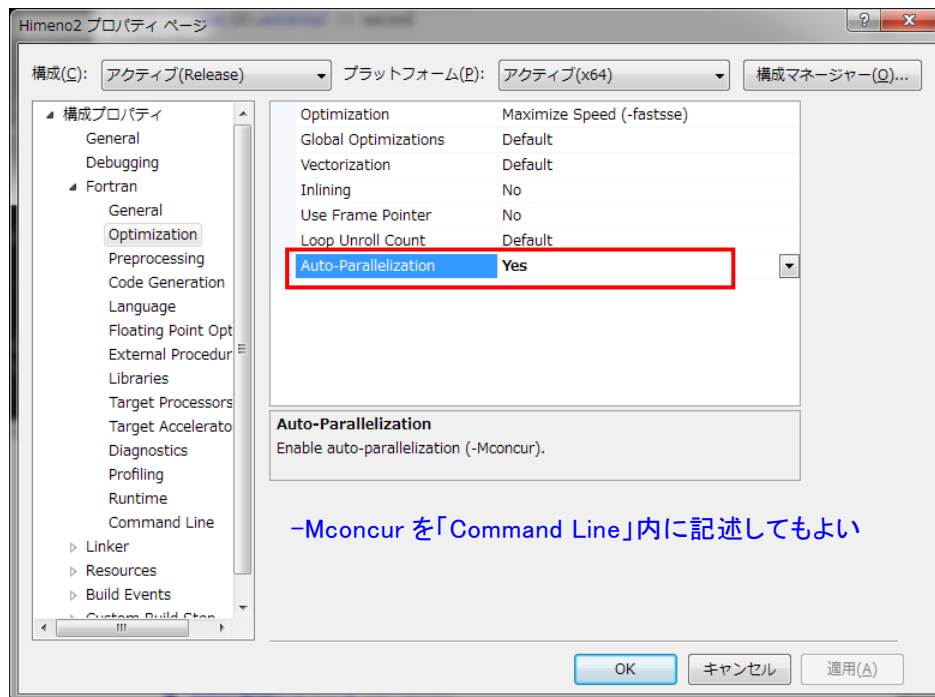 Himeno2 プロパティ ページ
構成(C): アクティブ(Release) プラットフォーム(P): アクティブ(x64) 構成マネージャー(O)...
構成プロパティ
General
Debugging
Fortran
General
Optimization
Preprocessing
Code Generation
Language
Floating Point Opt
External Procedur
Libraries
Target Processors
Target Accelerato
Diagnostics
Profiling
Runtime
Command Line
Linker
Resources
Build Events
Custom Build Step
Optimization Maximize Speed (-fastsse)
Global Optimizations Default
Vectorization Default
Inlining No
Use Frame Pointer No
Loop Unroll Count Default
Auto-Parallelization Yes
Auto-Parallelization
Enable auto-parallelization (-Mconcur).
-Mconcur を「Command Line」内に記述してもよい
OK キャンセル 適用(A)